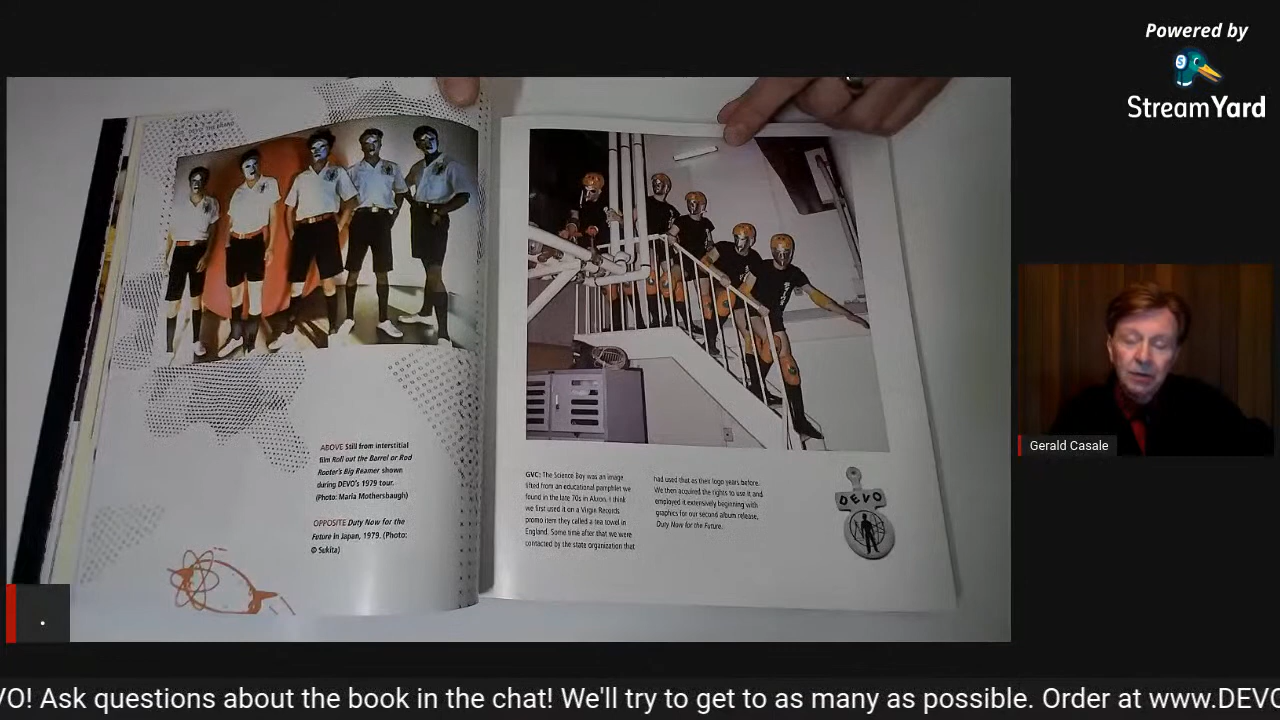 Powered by
StreamYard
ABOVE Still from interstitial
film Roll out the Barrel or Rod
Rooter's Big Reamer shown
during DEVO's 1979 tour.
(Photo: Maria Mothersbaugh)
OPPOSITE Duty Now for the
Future in Japan, 1979. (Photo:
© Sukita)
GVC: The Science Boy was an image
lifted from an educational pamphlet we
found in the late 70s in Akron. I think
we first used it on a Virgin Records
promo item they called a tea towel in
England. Some time after that we were
contacted by the state organization that
had used that as their logo years before.
We then acquired the rights to use it and
employed it extensively beginning with
graphics for our second album release,
Duty Now for the Future.
DEVO
Gerald Casale
.
VO! Ask questions about the book in the chat! We'll try to get to as many as possible. Order at www.DEVO